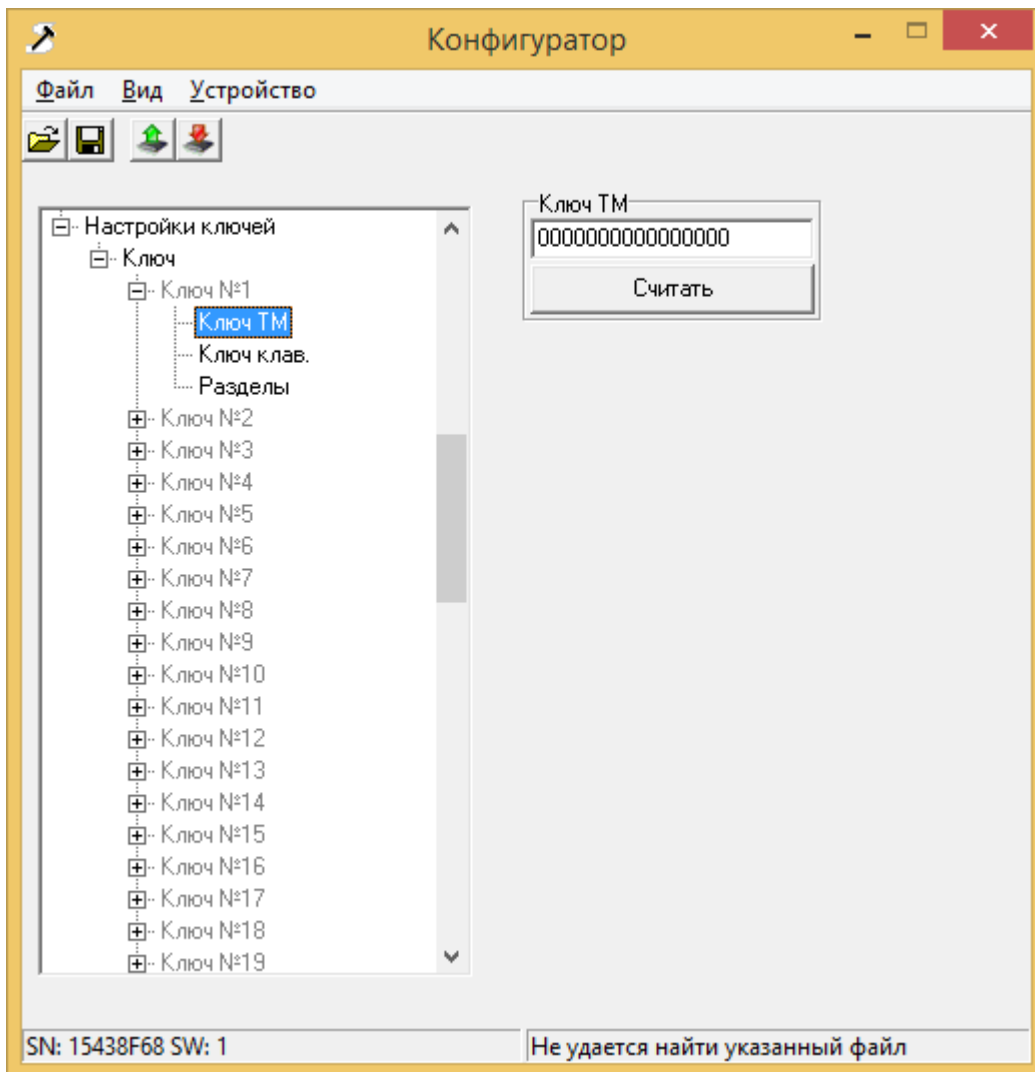 Конфигуратор
Файл Вид Устройство
Настройки ключей
Ключ
Ключ №1
Ключ ТМ
Ключ клав.
Разделы
Ключ №2
Ключ №3
Ключ №4
Ключ №5
Ключ №6
Ключ №7
Ключ №8
Ключ №9
Ключ №10
Ключ №11
Ключ №12
Ключ №13
Ключ №14
Ключ №15
Ключ №16
Ключ №17
Ключ №18
Ключ №19
Ключ ТМ
0000000000000000
Считать
SN: 15438F68 SW: 1
Не удается найти указанный файл